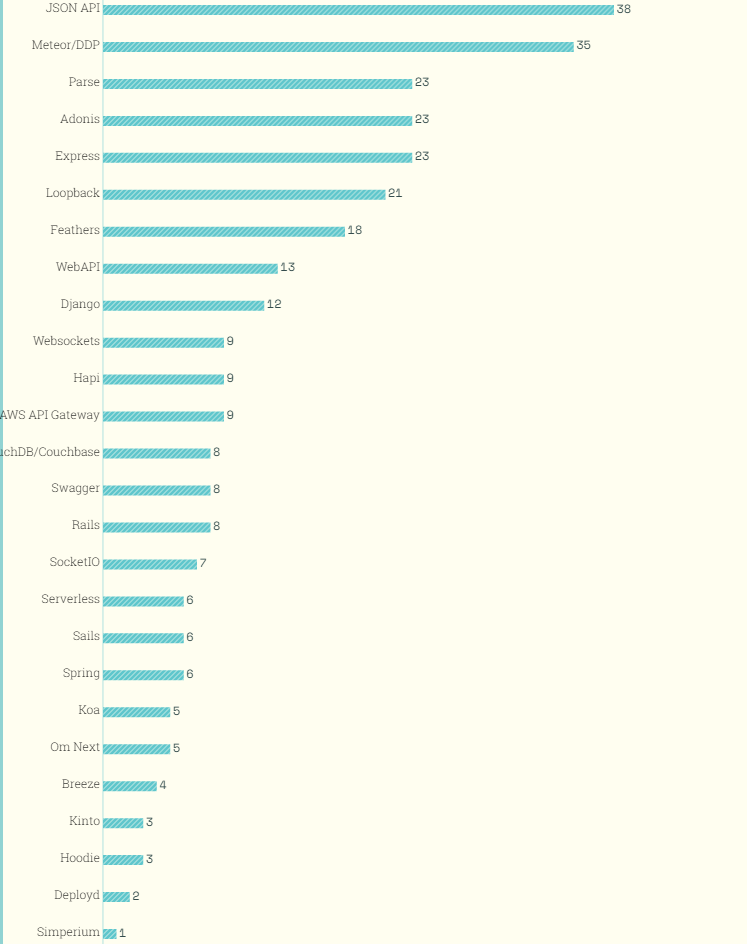 JSON API 38
Meteor/DDP 35
Parse 23
Adonis 23
Express 23
Loopback 21
Feathers 18
WebAPI 13
Django 12
Websockets 9
Hapi 9
AWS API Gateway 9
uchDB/Couchbase 8
Swagger 8
Rails 8
SocketIO 7
Serverless 6
Sails 6
Spring 6
Koa 5
Om Next 5
Breeze 4
Kinto 3
Hoodie 3
Deployd 2
Simperium 1